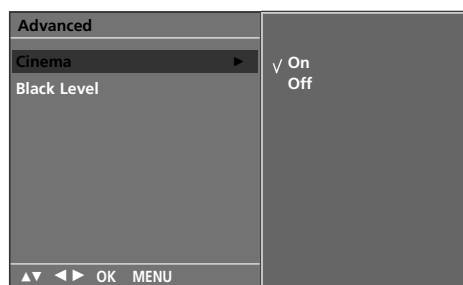 Advanced
Cinema ►
Black Level
√ On
Off
▲▼ ◄► OK MENU